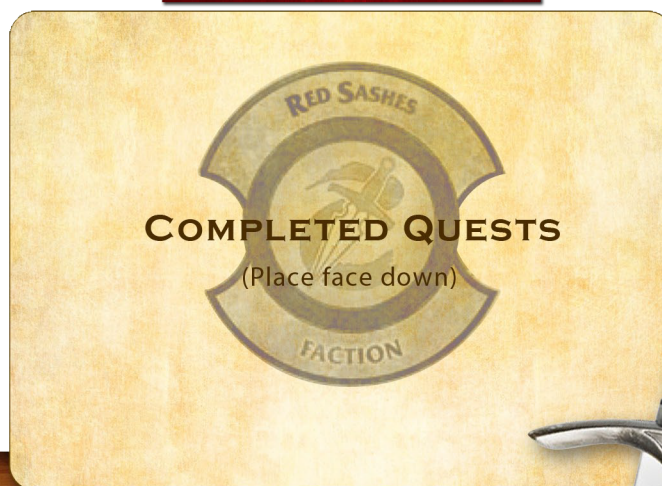 RED SASHES
COMPLETED QUESTS
(Place face down)
FACTION